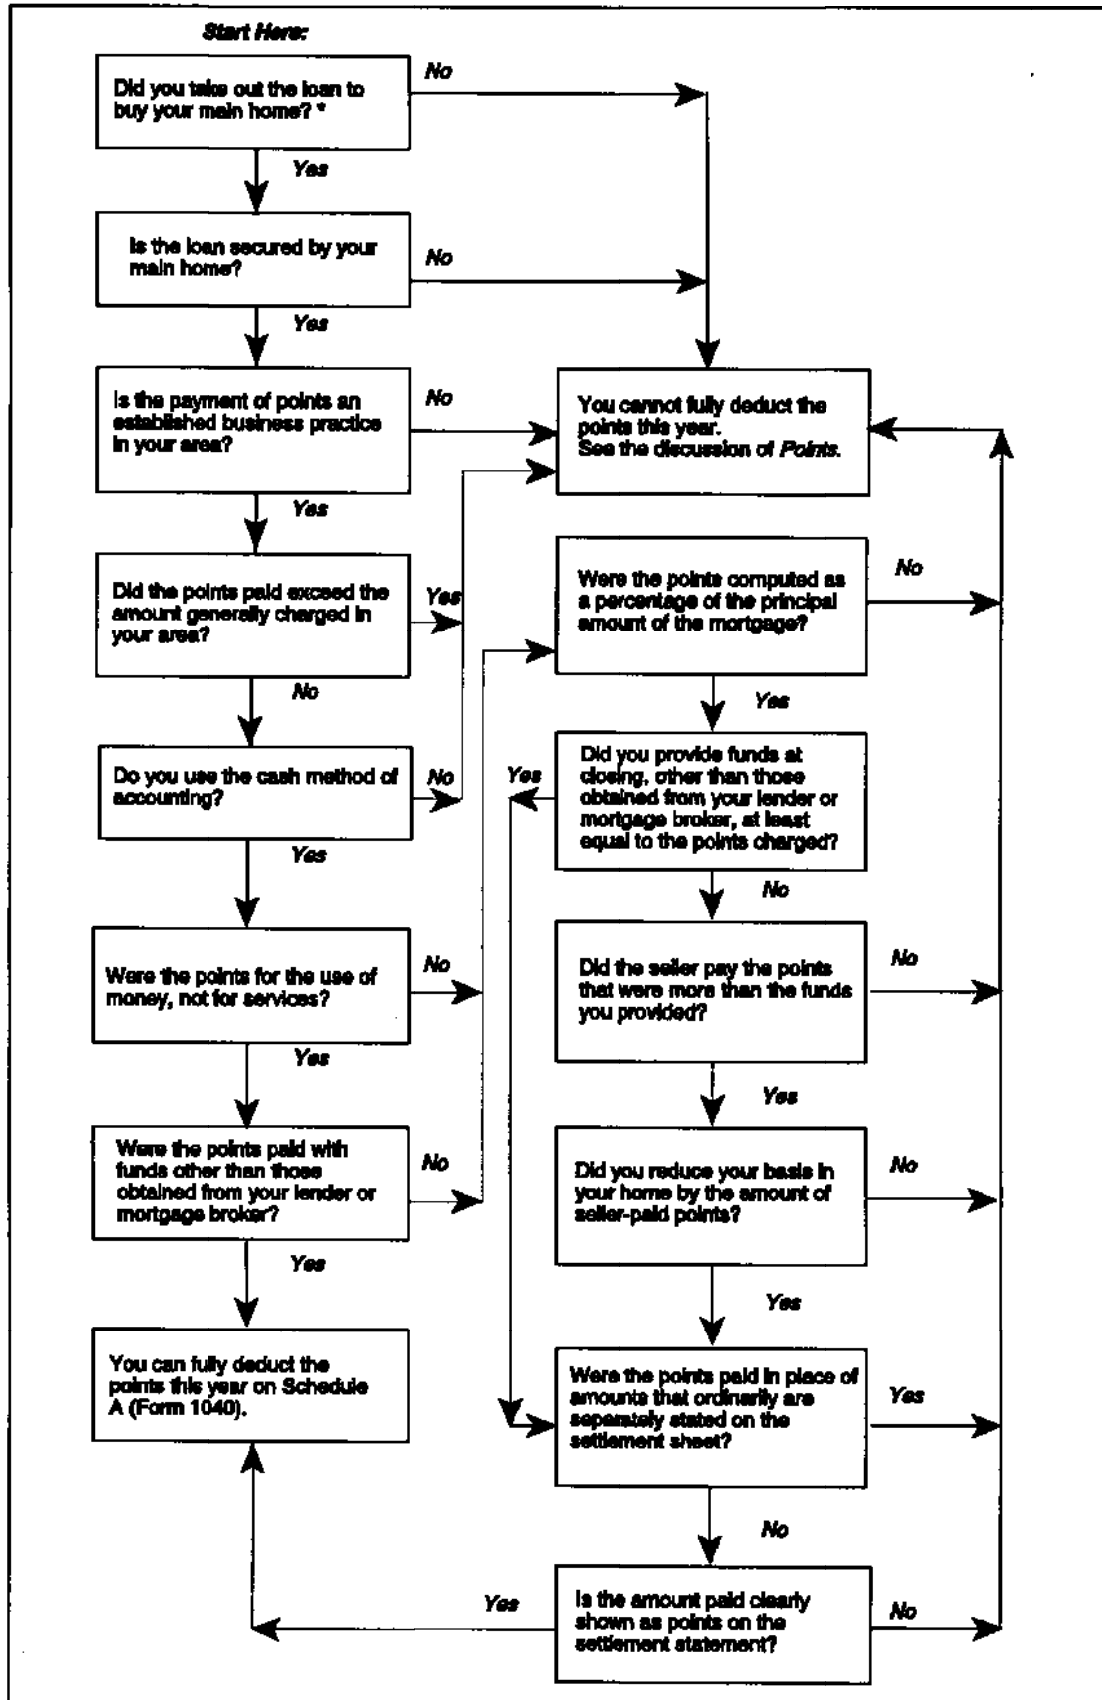 Start Here:
Did you take out the loan to
buy your main home? *
No
Yes
Is the loan secured by your
main home?
No
Yes
Is the payment of points an
established business practice
in your area?
No
You cannot fully deduct the
points this year.
See the discussion of Points.
Yes
Did the points paid exceed the
amount generally charged in
your area?
Yes
No
Were the points computed as
a percentage of the principal
amount of the mortgage?
No
Yes
Do you use the cash method of
accounting?
No
Yes
Did you provide funds at
closing, other than those
obtained from your lender or
mortgage broker, at least
equal to the points charged?
Yes
No
Were the points for the use of
money, not for services?
No
Yes
Did the seller pay the points
that were more than the funds
you provided?
No
Yes
Were the points paid with
funds other than those
obtained from your lender or
mortgage broker?
No
Yes
Did you reduce your basis in
your home by the amount of
seller-paid points?
No
Yes
You can fully deduct the
points this year on Schedule
A (Form 1040).
Were the points paid in place of
amounts that ordinarily are
separately stated on the
settlement sheet?
Yes
No
Is the amount paid clearly
shown as points on the
settlement statement?
Yes
No